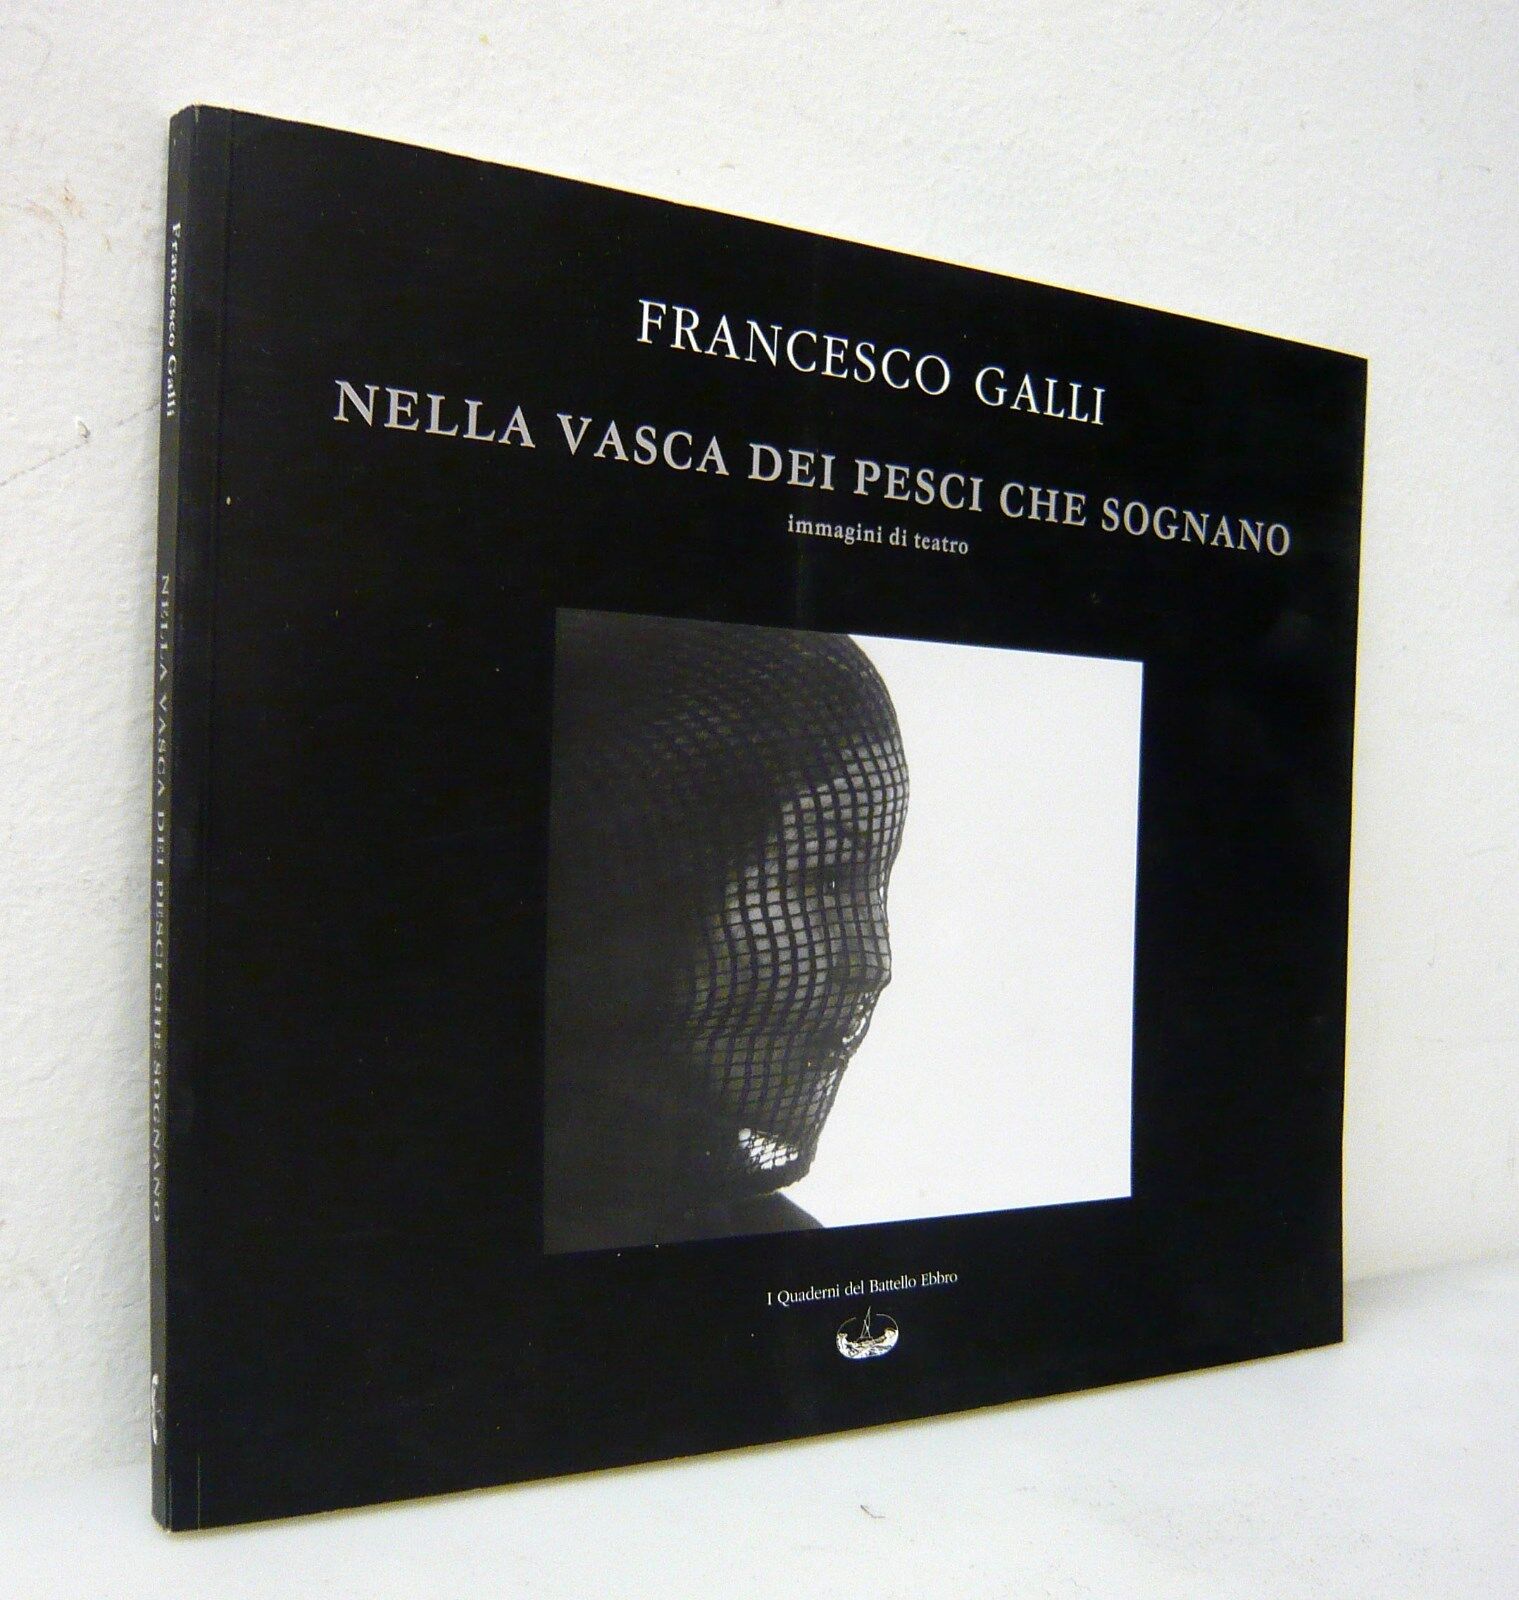 FRANCESCO GALLI
NELLA VASCA DEI PESCI CHE SOGNANO
immagini di teatro
I Quaderni del Battello Ebbro
Francesco Galli
NELLA VASCA DEI PESCI CHE SOGNANO